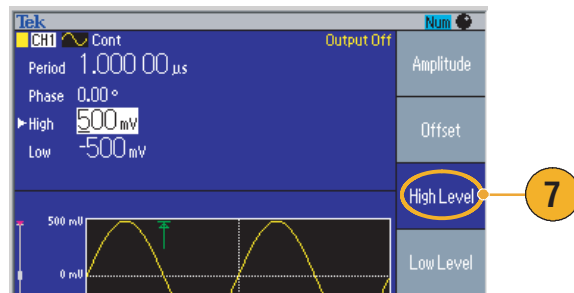 Tek
Num
CH1 Cont Output Off
Period 1.000 00 µs
Phase 0.00 °
High 500 mV
Low -500 mV
Amplitude
Offset
High Level
7
Low Level
500 mV
0 mV